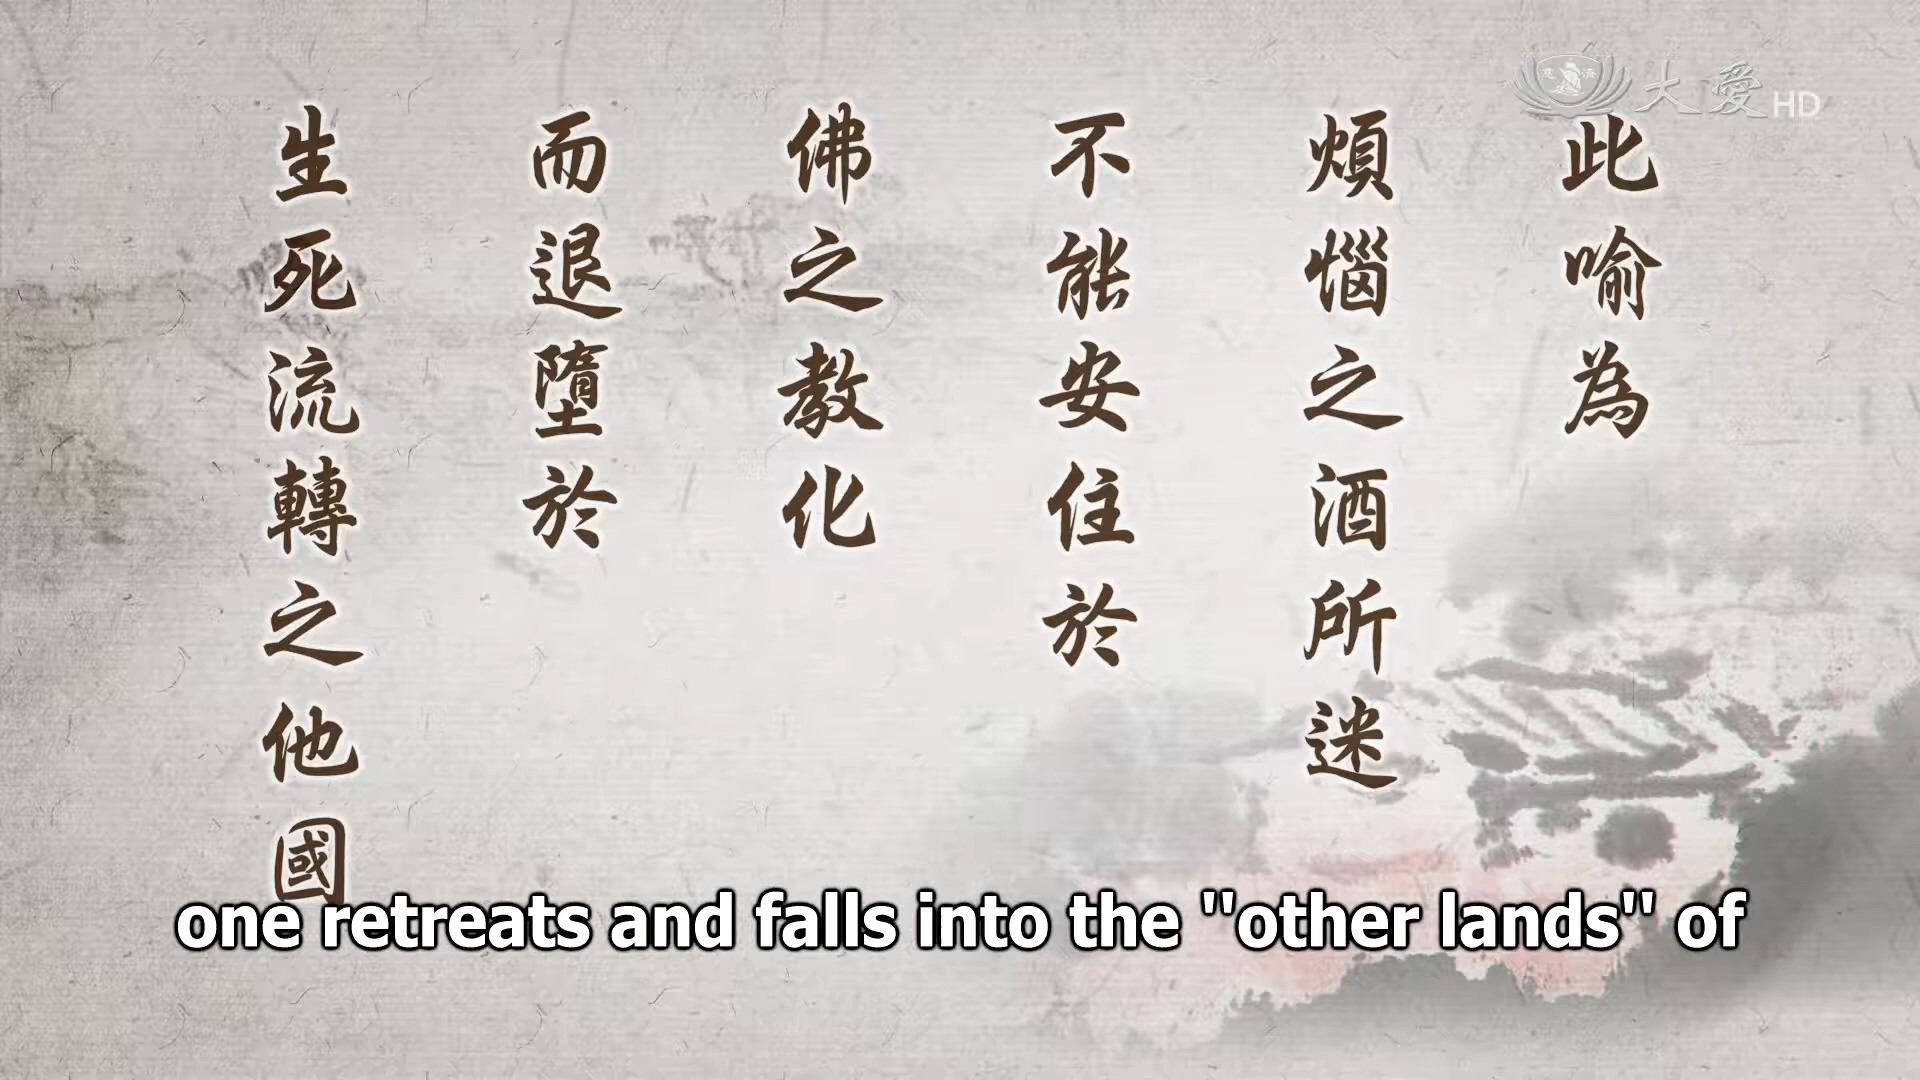 大愛HD
此喻為
煩惱之酒所迷
不能安住於
佛之教化
而退墮於
生死流轉之他國
one retreats and falls into the "other lands" of